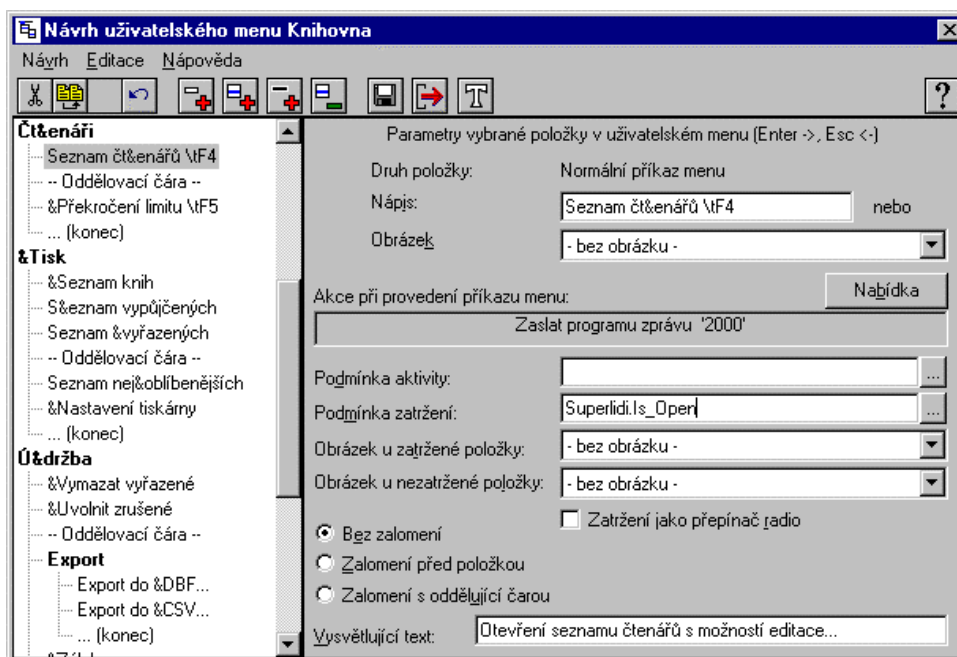 Návrh uživatelského menu Knihovna
Návrh Editace Nápověda
Čt&enáři
Seznam čt&enářů \tF4
-- Oddělovací čára --
&Překročení limitu \tF5
... (konec)
&Tisk
&Seznam knih
S&eznam vypůjčených
Seznam &vyřazených
-- Oddělovací čára --
Seznam nej&oblíbenějších
&Nastavení tiskárny
... (konec)
Ú&držba
&Vymazat vyřazené
&Uvolnit zrušené
-- Oddělovací čára --
Export
Export do &DBF...
Export do &CSV...
... (konec)
Parametry vybrané položky v uživatelském menu (Enter ->, Esc <-)
Druh položky: Normální příkaz menu
Nápis: Seznam čt&enářů \tF4 nebo
Obrázek - bez obrázku -
Nabídka
Akce při provedení příkazu menu:
Zaslat programu zprávu '2000'
Podmínka aktivity: ...
Podmínka zatržení: Superlidi.Is_Open ...
Obrázek u zatržené položky: - bez obrázku -
Obrázek u nezatržené položky: - bez obrázku -
Zatržení jako přepínač radio
Bez zalomení
Zalomení před položkou
Zalomení s oddělující čarou
Vysvětlující text: Otevření seznamu čtenářů s možností editace...